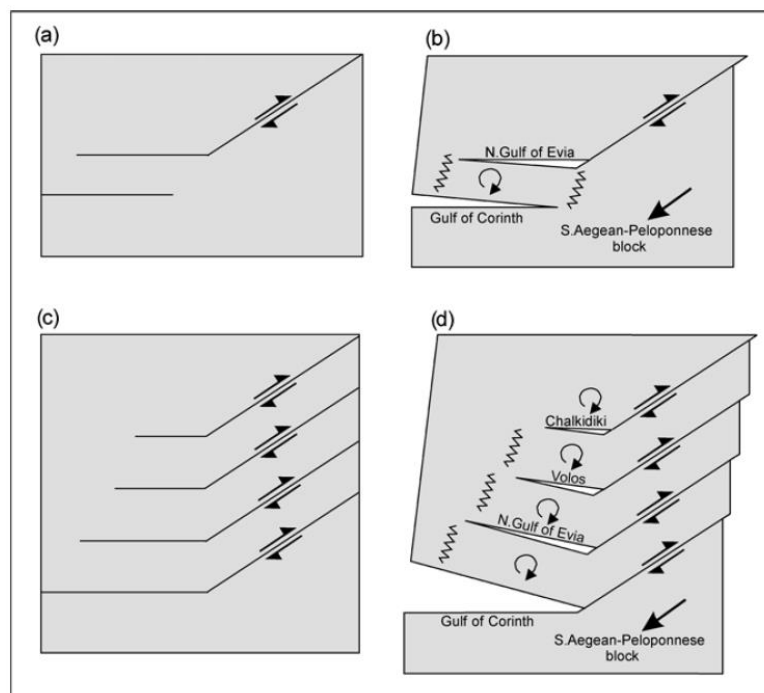 (a)
(b)
N.Gulf of Evia
Gulf of Corinth
S.Aegean-Peloponnese
block
(c)
(d)
Chalkidiki
Volos
N.Gulf of Evia
Gulf of Corinth
S.Aegean-Peloponnese
block